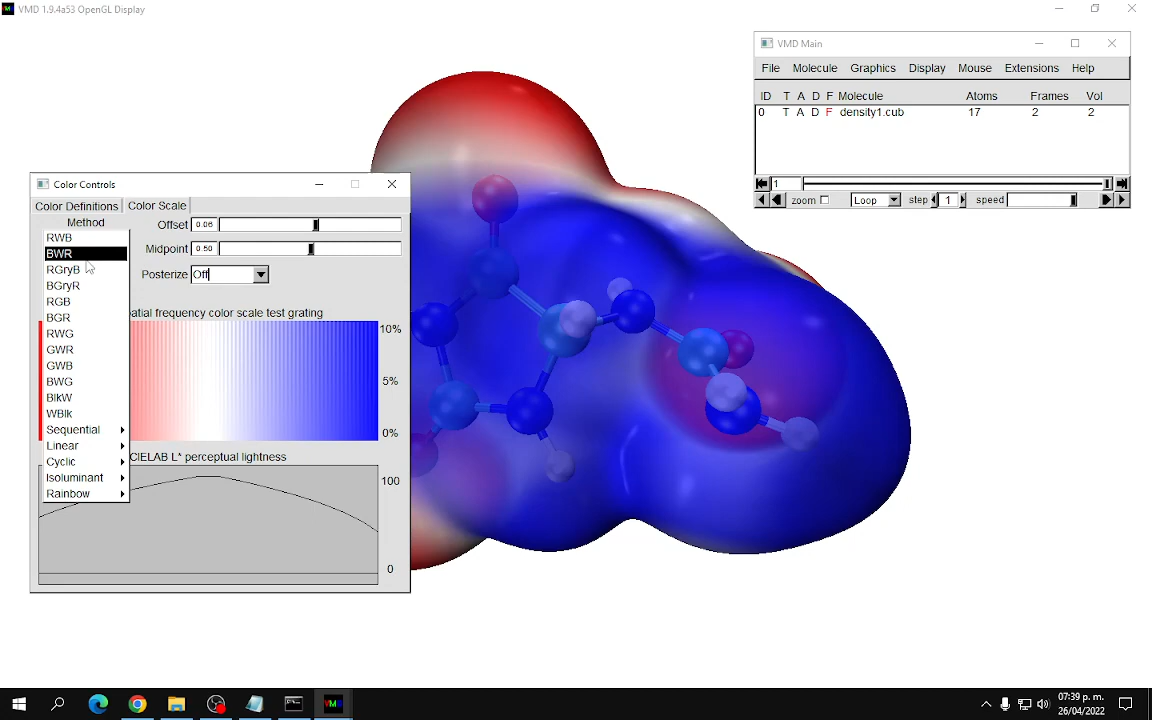 VMD 1.9.4a53 OpenGL Display
VMD Main
File Molecule Graphics Display Mouse Extensions Help
ID T A D F Molecule Atoms Frames Vol
0 T A D F density1.cub 17 2 2
1
zoom Loop step 1 speed
Color Controls
Color Definitions Color Scale
Method
Offset 0.06
Midpoint 0.50
Posterize Off
RWB
BWR
RGryB
BGryR
RGB
BGR
RWG
GWR
GWB
BWG
BlkW
WBlk
Sequential
Linear
Cyclic
Isoluminant
Rainbow
atial frequency color scale test grating
10%
5%
0%
CIELAB L* perceptual lightness
100
0
VMD
07:39 p. m.
26/04/2022